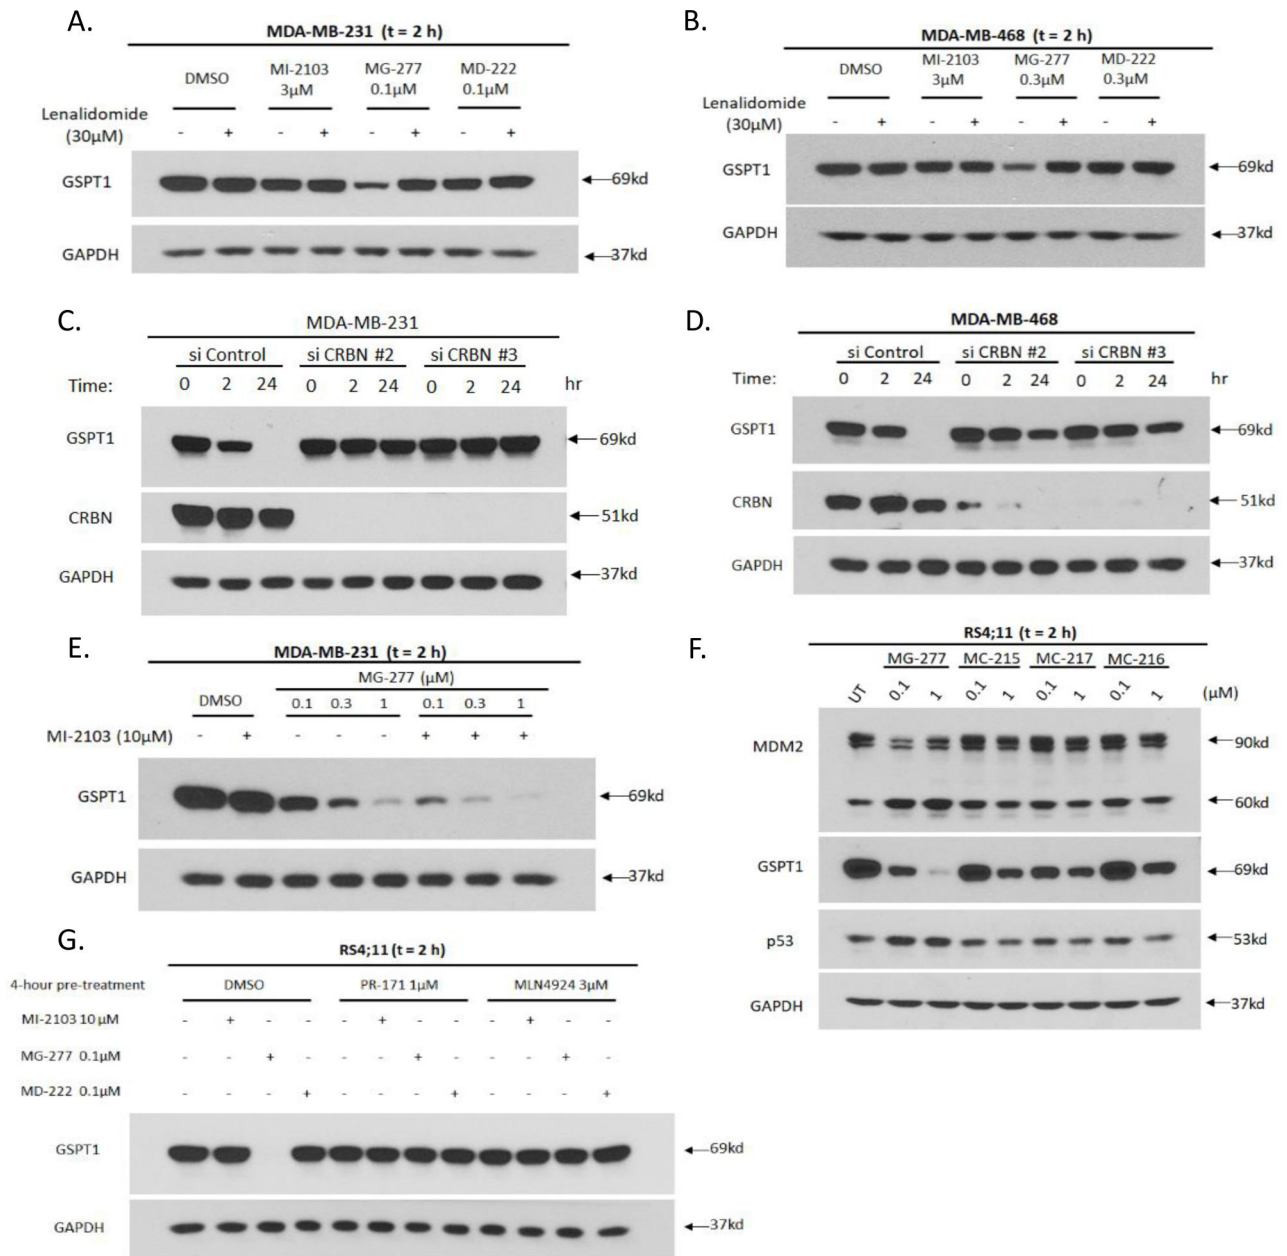 A.
MDA-MB-231 (t = 2 h)
DMSO MI-2103 3µM MG-277 0.1µM MD-222 0.1µM
Lenalidomide (30µM) - + - + - + - +
GSPT1 69kd
GAPDH 37kd
B.
MDA-MB-468 (t = 2 h)
DMSO MI-2103 3µM MG-277 0.3µM MD-222 0.3µM
Lenalidomide (30µM) - + - + - + - +
GSPT1 69kd
GAPDH 37kd
C.
MDA-MB-231
si Control si CRBN #2 si CRBN #3
Time: 0 2 24 0 2 24 0 2 24 hr
GSPT1 69kd
CRBN 51kd
GAPDH 37kd
D.
MDA-MB-468
si Control si CRBN #2 si CRBN #3
Time: 0 2 24 0 2 24 0 2 24 hr
GSPT1 69kd
CRBN 51kd
GAPDH 37kd
E.
MDA-MB-231 (t = 2 h)
MG-277 (µM)
DMSO 0.1 0.3 1 0.1 0.3 1
MI-2103 (10µM) - + - - - + + +
GSPT1 69kd
GAPDH 37kd
F.
RS4;11 (t = 2 h)
MG-277 MC-215 MC-217 MC-216
UT 0.1 1 0.1 1 0.1 1 0.1 1 (µM)
MDM2 90kd
60kd
GSPT1 69kd
p53 53kd
GAPDH 37kd
G.
RS4;11 (t = 2 h)
4-hour pre-treatment DMSO PR-171 1µM MLN4924 3µM
MI-2103 10 µM - + - - - + - - - + - -
MG-277 0.1µM - - + - - - + - - - + -
MD-222 0.1µM - - - + - - - + - - - +
GSPT1 69kd
GAPDH 37kd